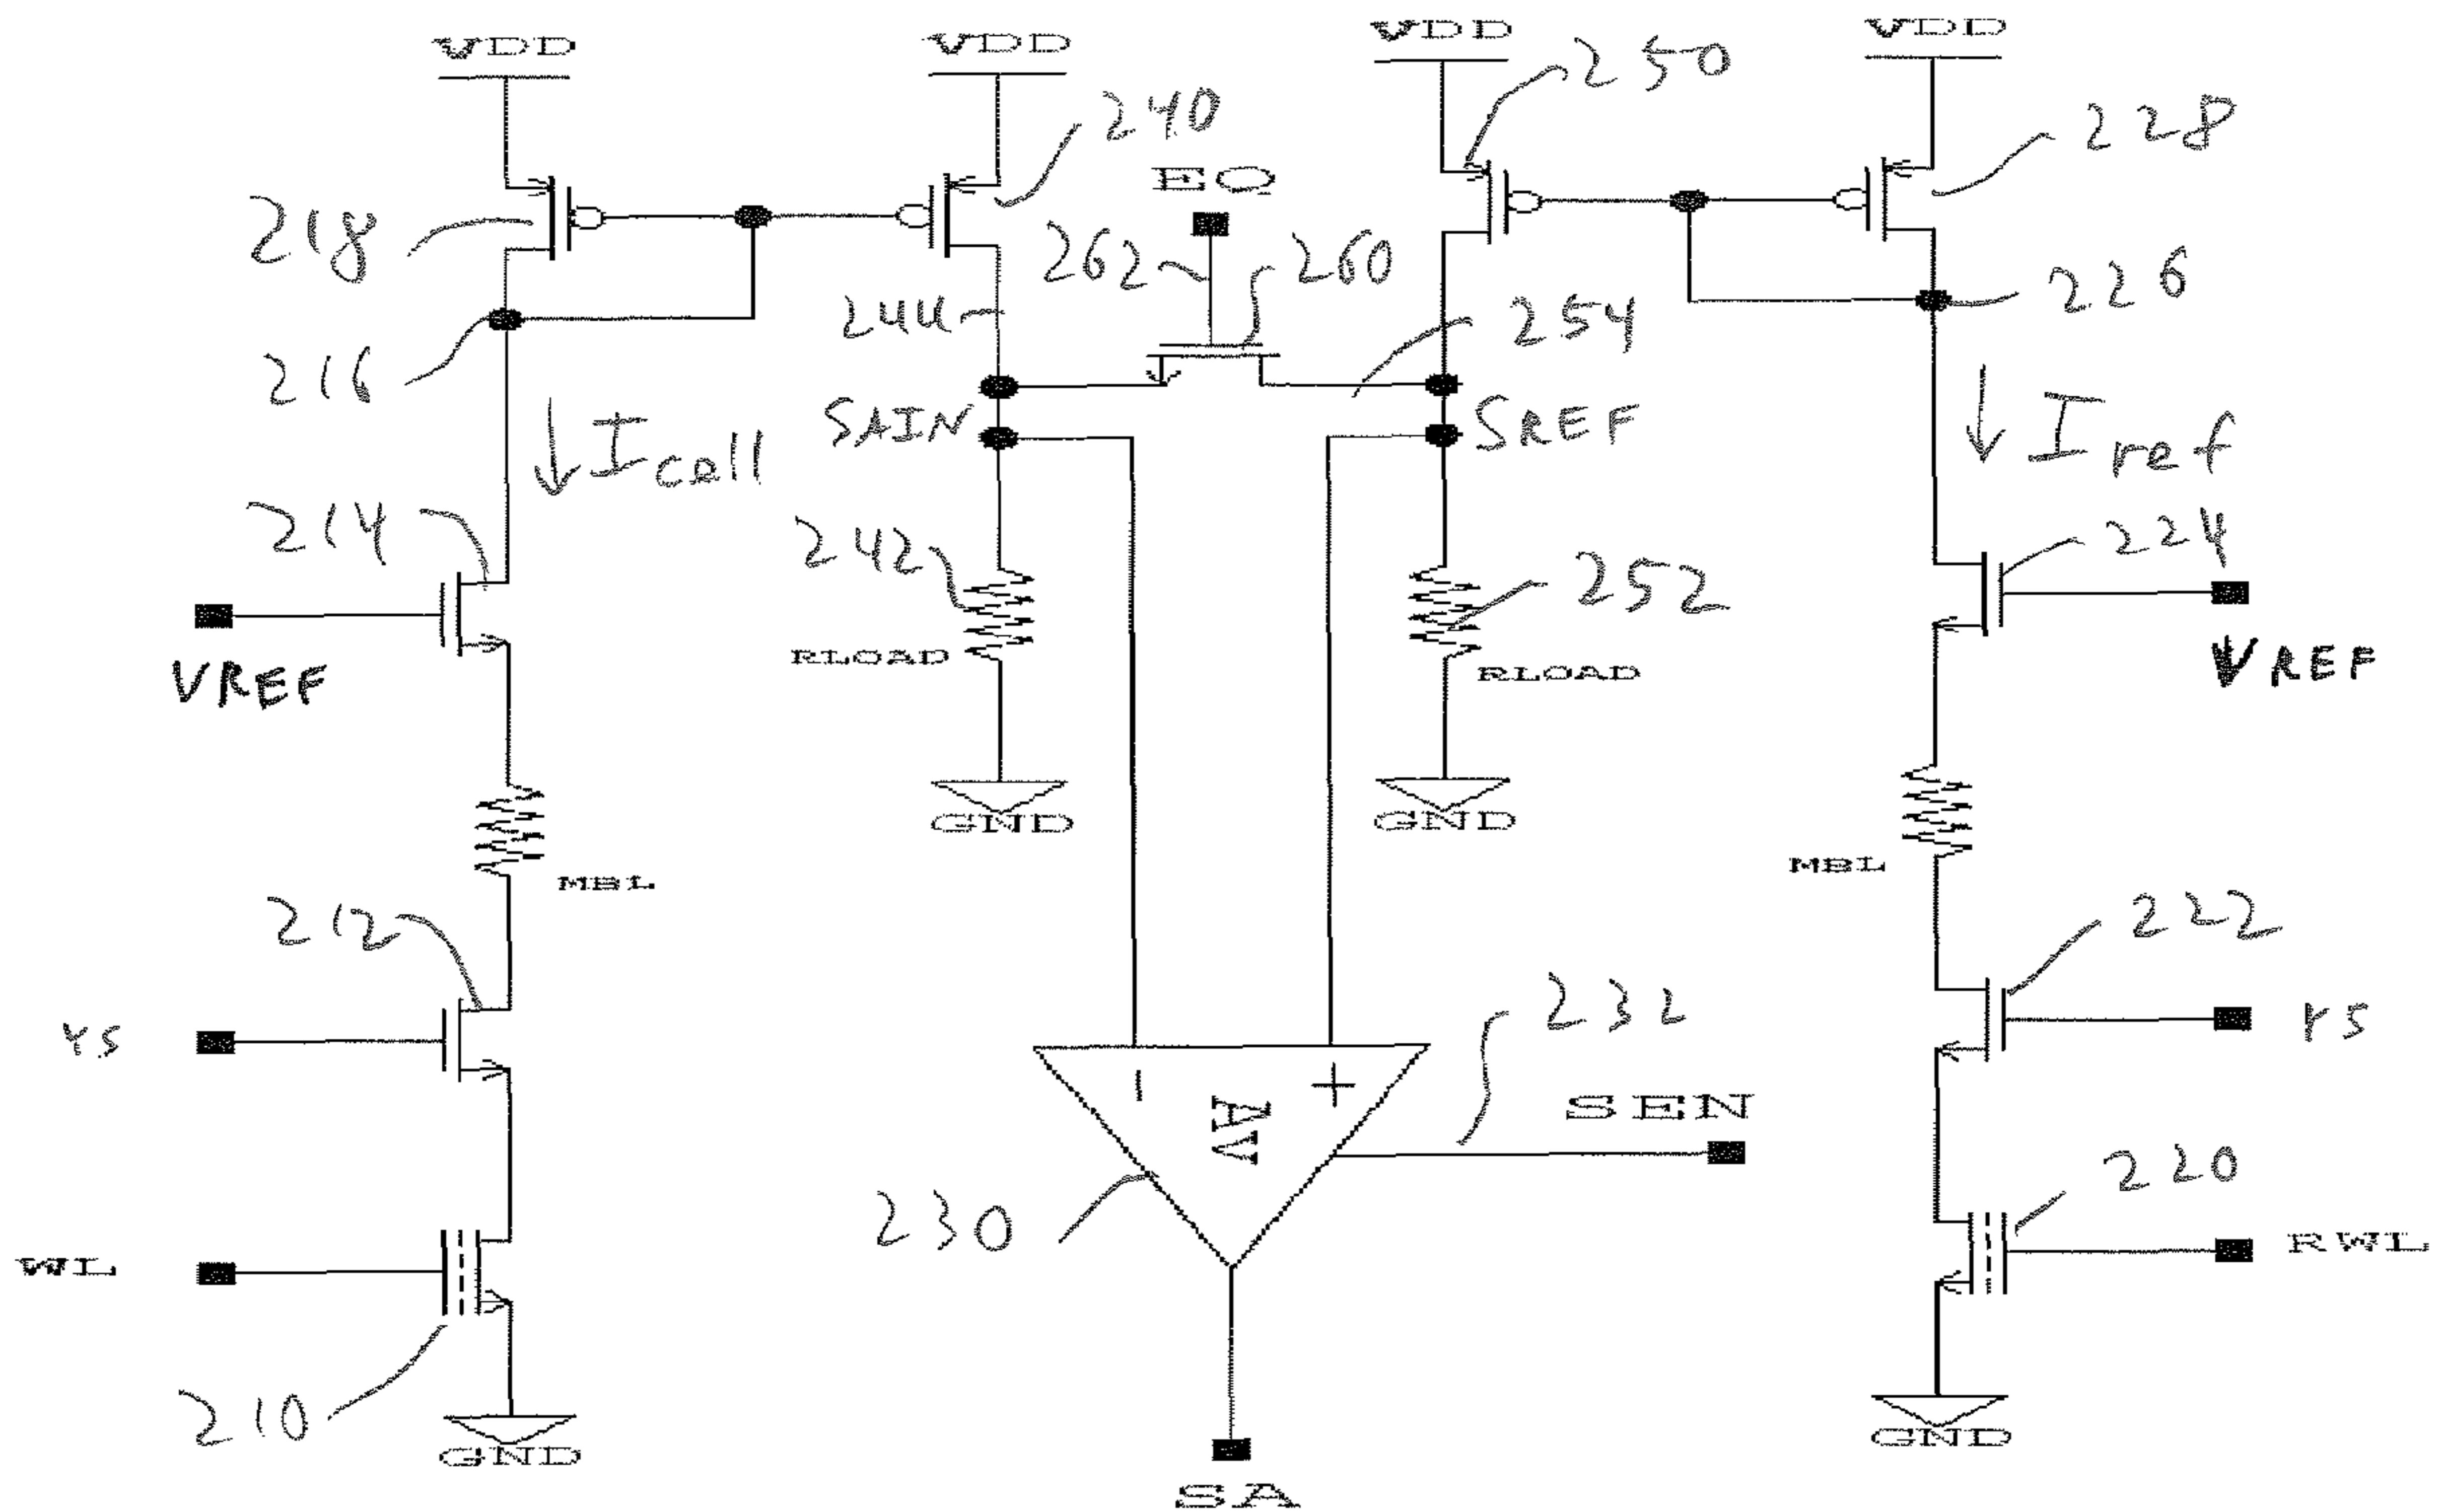 VDD
VDD
VDD
VDD
250
240
228
EQ
218
262
260
226
244
254
216
SAIN
SREF
Icell
Iref
214
224
242
252
RLOAD
RLOAD
VREF
VREF
GND
GND
MBL
MBL
212
222
232
YS
YS
- +
AV
SEN
230
220
WL
RWL
210
GND
GND
SA